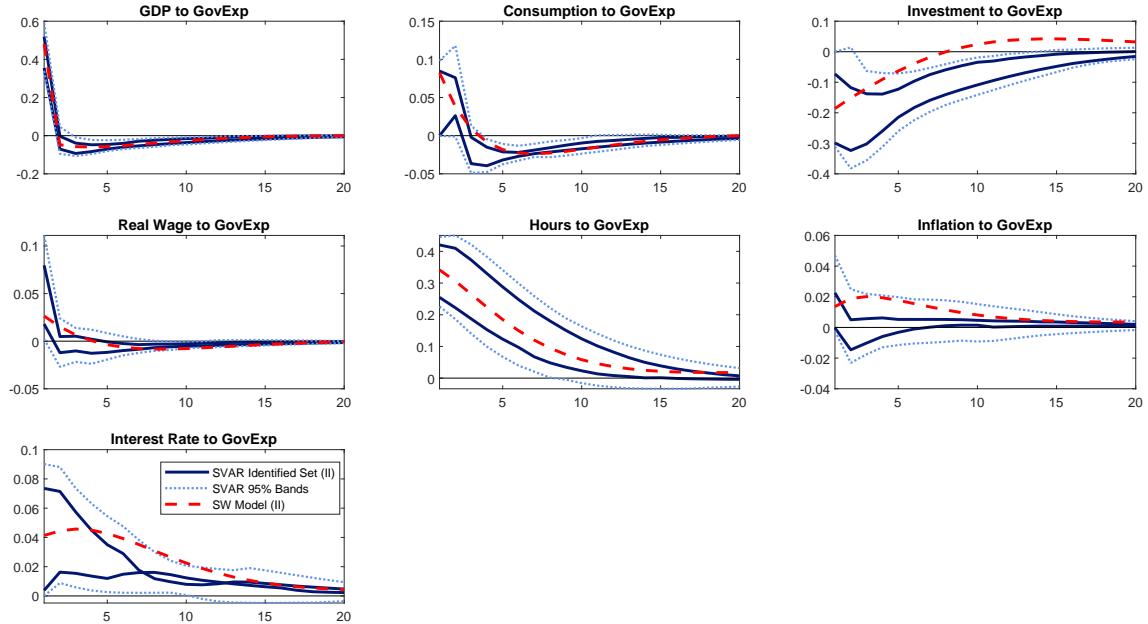 GDP to GovExp
0.6
0.4
0.2
0
-0.2
5 10 15 20
Consumption to GovExp
0.15
0.1
0.05
0
-0.05
5 10 15 20
Investment to GovExp
0.1
0
-0.1
-0.2
-0.3
-0.4
5 10 15 20
Real Wage to GovExp
0.1
0.05
0
-0.05
5 10 15 20
Hours to GovExp
0.4
0.3
0.2
0.1
0
5 10 15 20
Inflation to GovExp
0.06
0.04
0.02
0
-0.02
-0.04
5 10 15 20
Interest Rate to GovExp
0.1
0.08
0.06
0.04
0.02
0
5 10 15 20
SVAR Identified Set (II)
SVAR 95% Bands
SW Model (II)